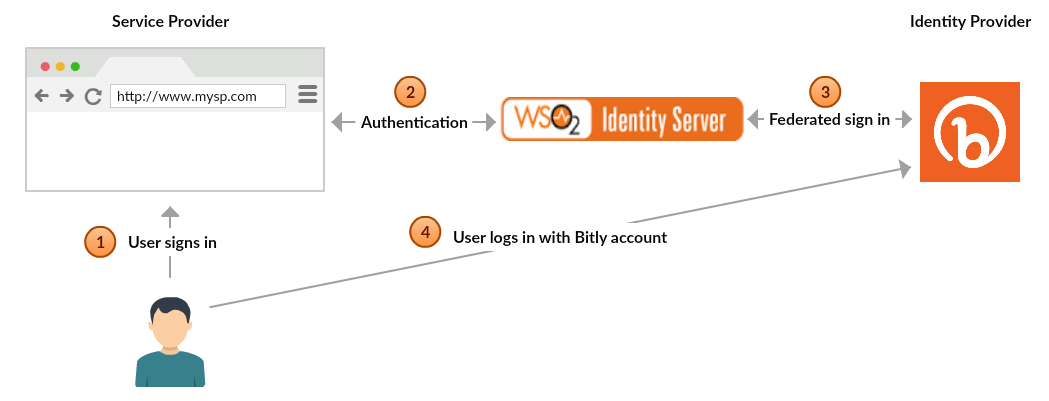 Service Provider
Identity Provider
http://www.mysp.com
2
Authentication
WSO2 Identity Server
3
Federated sign in
b
1
User signs in
4
User logs in with Bitly account